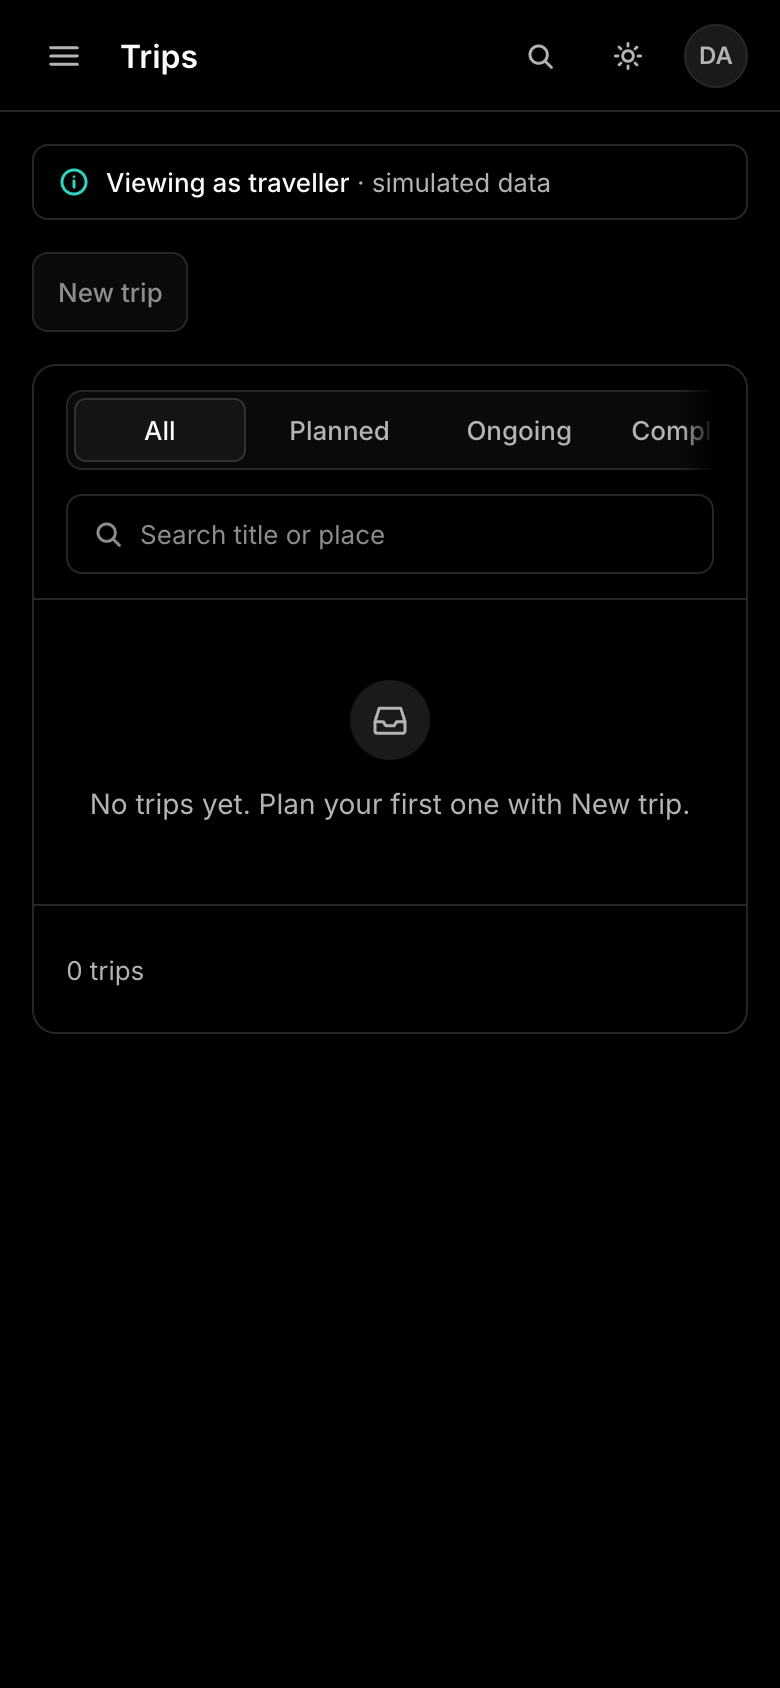 Trips
DA
Viewing as traveller · simulated data
New trip
All Planned Ongoing Compl
Search title or place
No trips yet. Plan your first one with New trip.
0 trips